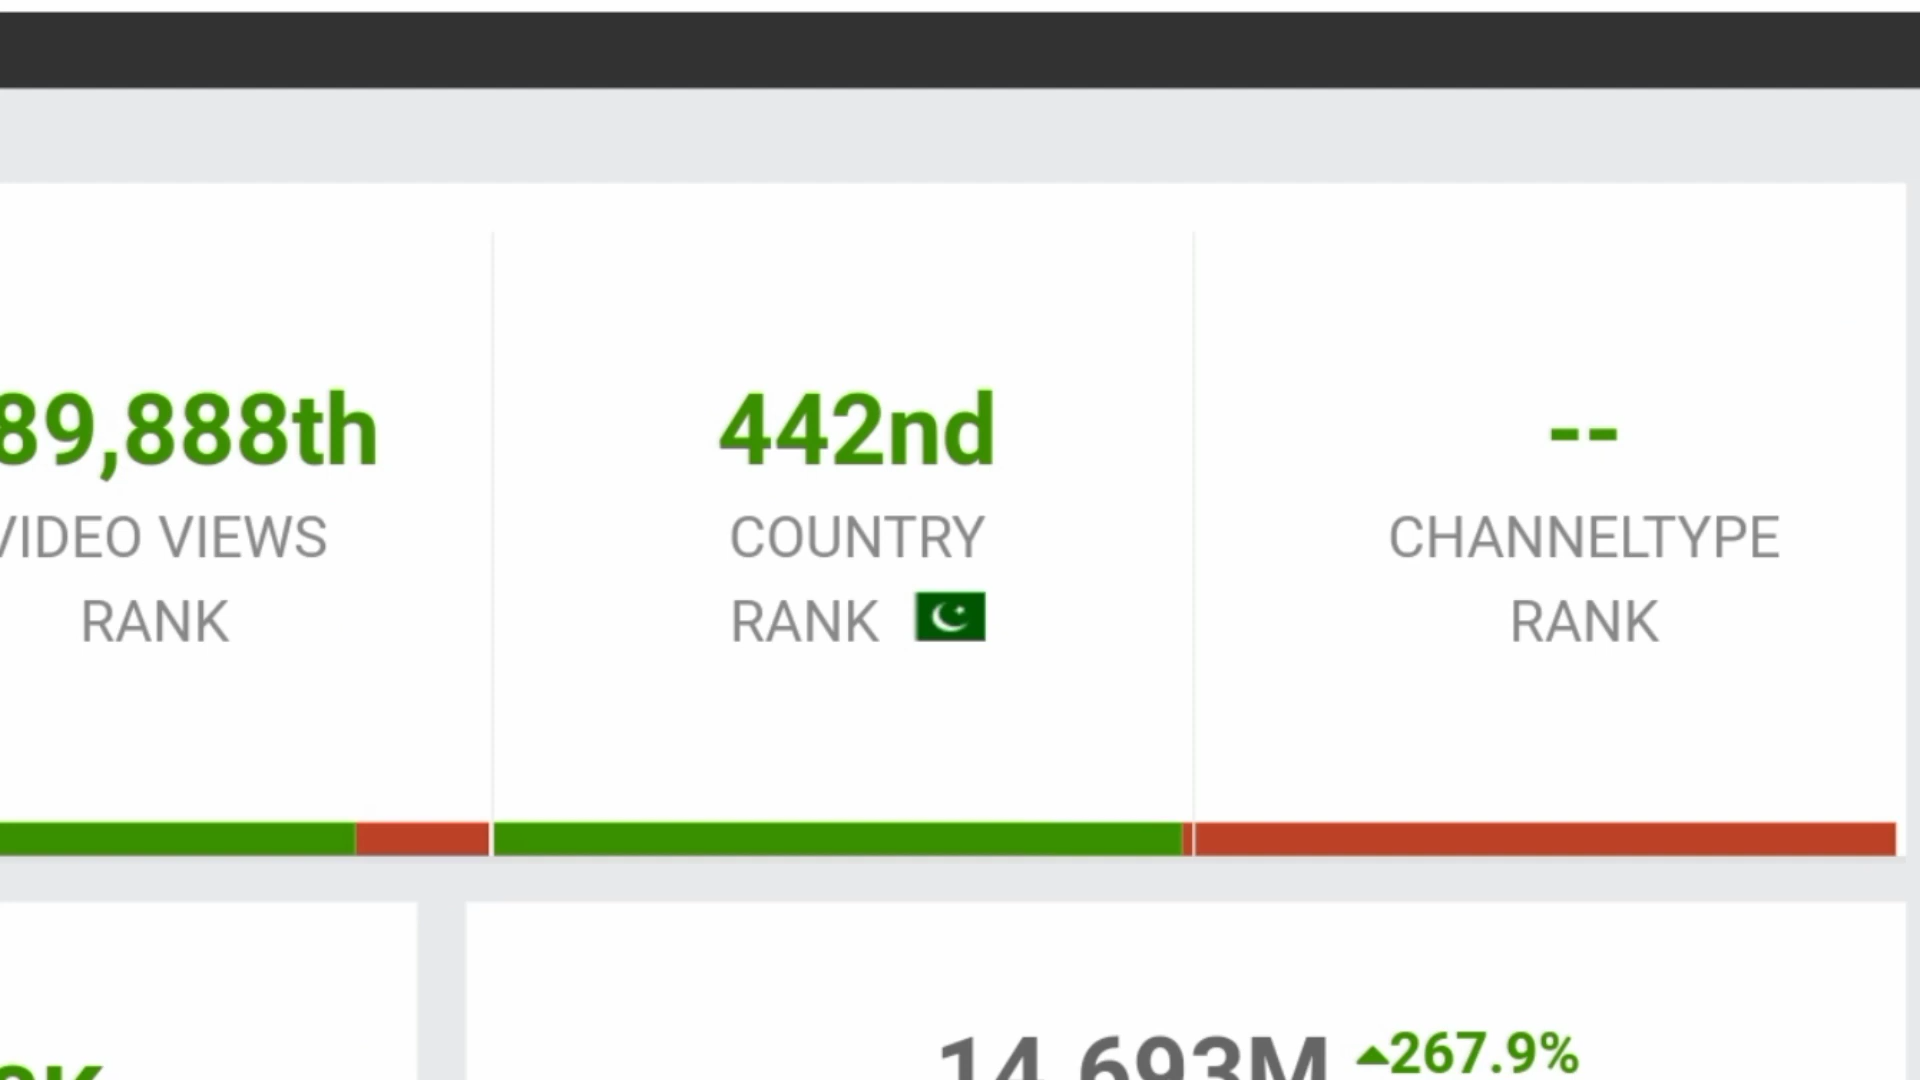 89,888th
VIDEO VIEWS
RANK
442nd
COUNTRY
RANK
--
CHANNELTYPE
RANK
14.693M ▲267.9%